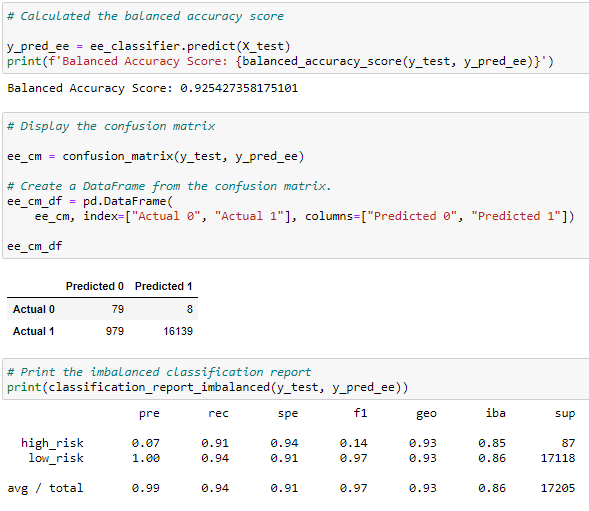 # Calculated the balanced accuracy score
y_pred_ee = ee_classifier.predict(X_test)
print(f'Balanced Accuracy Score: {balanced_accuracy_score(y_test, y_pred_ee)}')
Balanced Accuracy Score: 0.925427358175101
# Display the confusion matrix
ee_cm = confusion_matrix(y_test, y_pred_ee)
# Create a DataFrame from the confusion matrix.
ee_cm_df = pd.DataFrame(
    ee_cm, index=["Actual 0", "Actual 1"], columns=["Predicted 0", "Predicted 1"])
ee_cm_df
Predicted 0 Predicted 1
Actual 0 79 8
Actual 1 979 16139
# Print the imbalanced classification report
print(classification_report_imbalanced(y_test, y_pred_ee))
pre rec spe f1 geo iba sup
high_risk 0.07 0.91 0.94 0.14 0.93 0.85 87
low_risk 1.00 0.94 0.91 0.97 0.93 0.86 17118
avg / total 0.99 0.94 0.91 0.97 0.93 0.86 17205